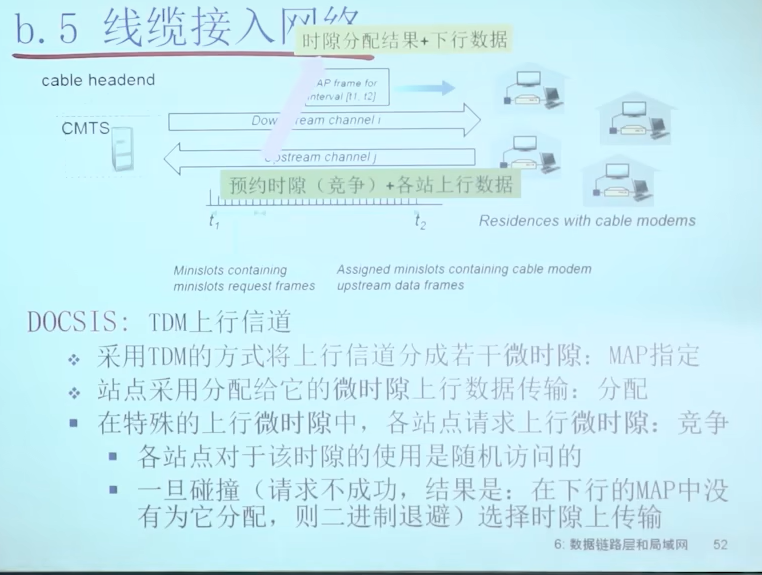 b.5 线缆接入网络
时隙分配结果+下行数据
cable headend
AP frame for
interval [t1, t2]
CMTS
Downstream channel i
Upstream channel j
预约时隙（竞争）+各站上行数据
t1
t2
Residences with cable modems
Minislots containing
minislots request frames
Assigned minislots containing cable modem
upstream data frames
DOCSIS: TDM上行信道
采用TDM的方式将上行信道分成若干微时隙：MAP指定
站点采用分配给它的微时隙上行数据传输：分配
在特殊的上行微时隙中，各站点请求上行微时隙：竞争
各站点对于该时隙的使用是随机访问的
一旦碰撞（请求不成功，结果是：在下行的MAP中没
有为它分配，则二进制退避）选择时隙上传输
6: 数据链路层和局域网
52